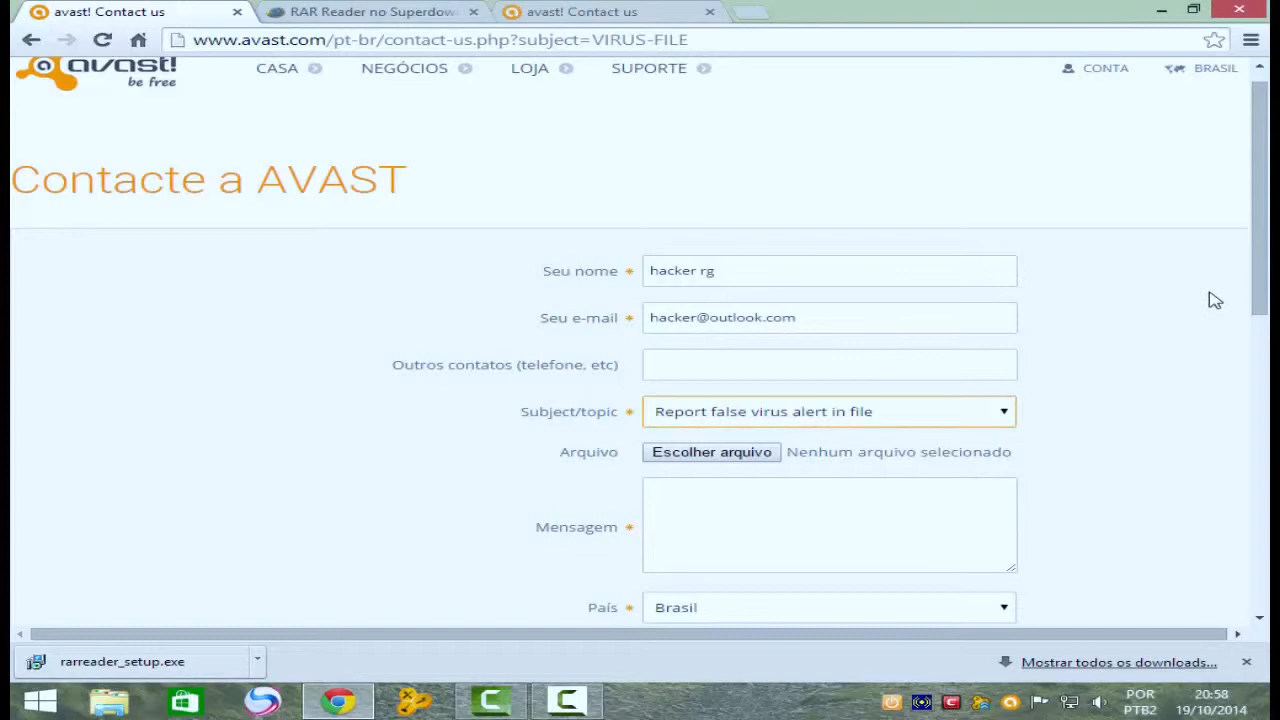 avast! Contact us
RAR Reader no Superdow
avast! Contact us
www.avast.com/pt-br/contact-us.php?subject=VIRUS-FILE
avast!
be free
CASA
NEGÓCIOS
LOJA
SUPORTE
CONTA
BRASIL
Contacte a AVAST
Seu nome * hacker rg
Seu e-mail * hacker@outlook.com
Outros contatos (telefone, etc)
Subject/topic * Report false virus alert in file
Arquivo Escolher arquivo Nenhum arquivo selecionado
Mensagem *
País * Brasil
rarreader_setup.exe
Mostrar todos os downloads...
POR 20:58
PTB2 19/10/2014